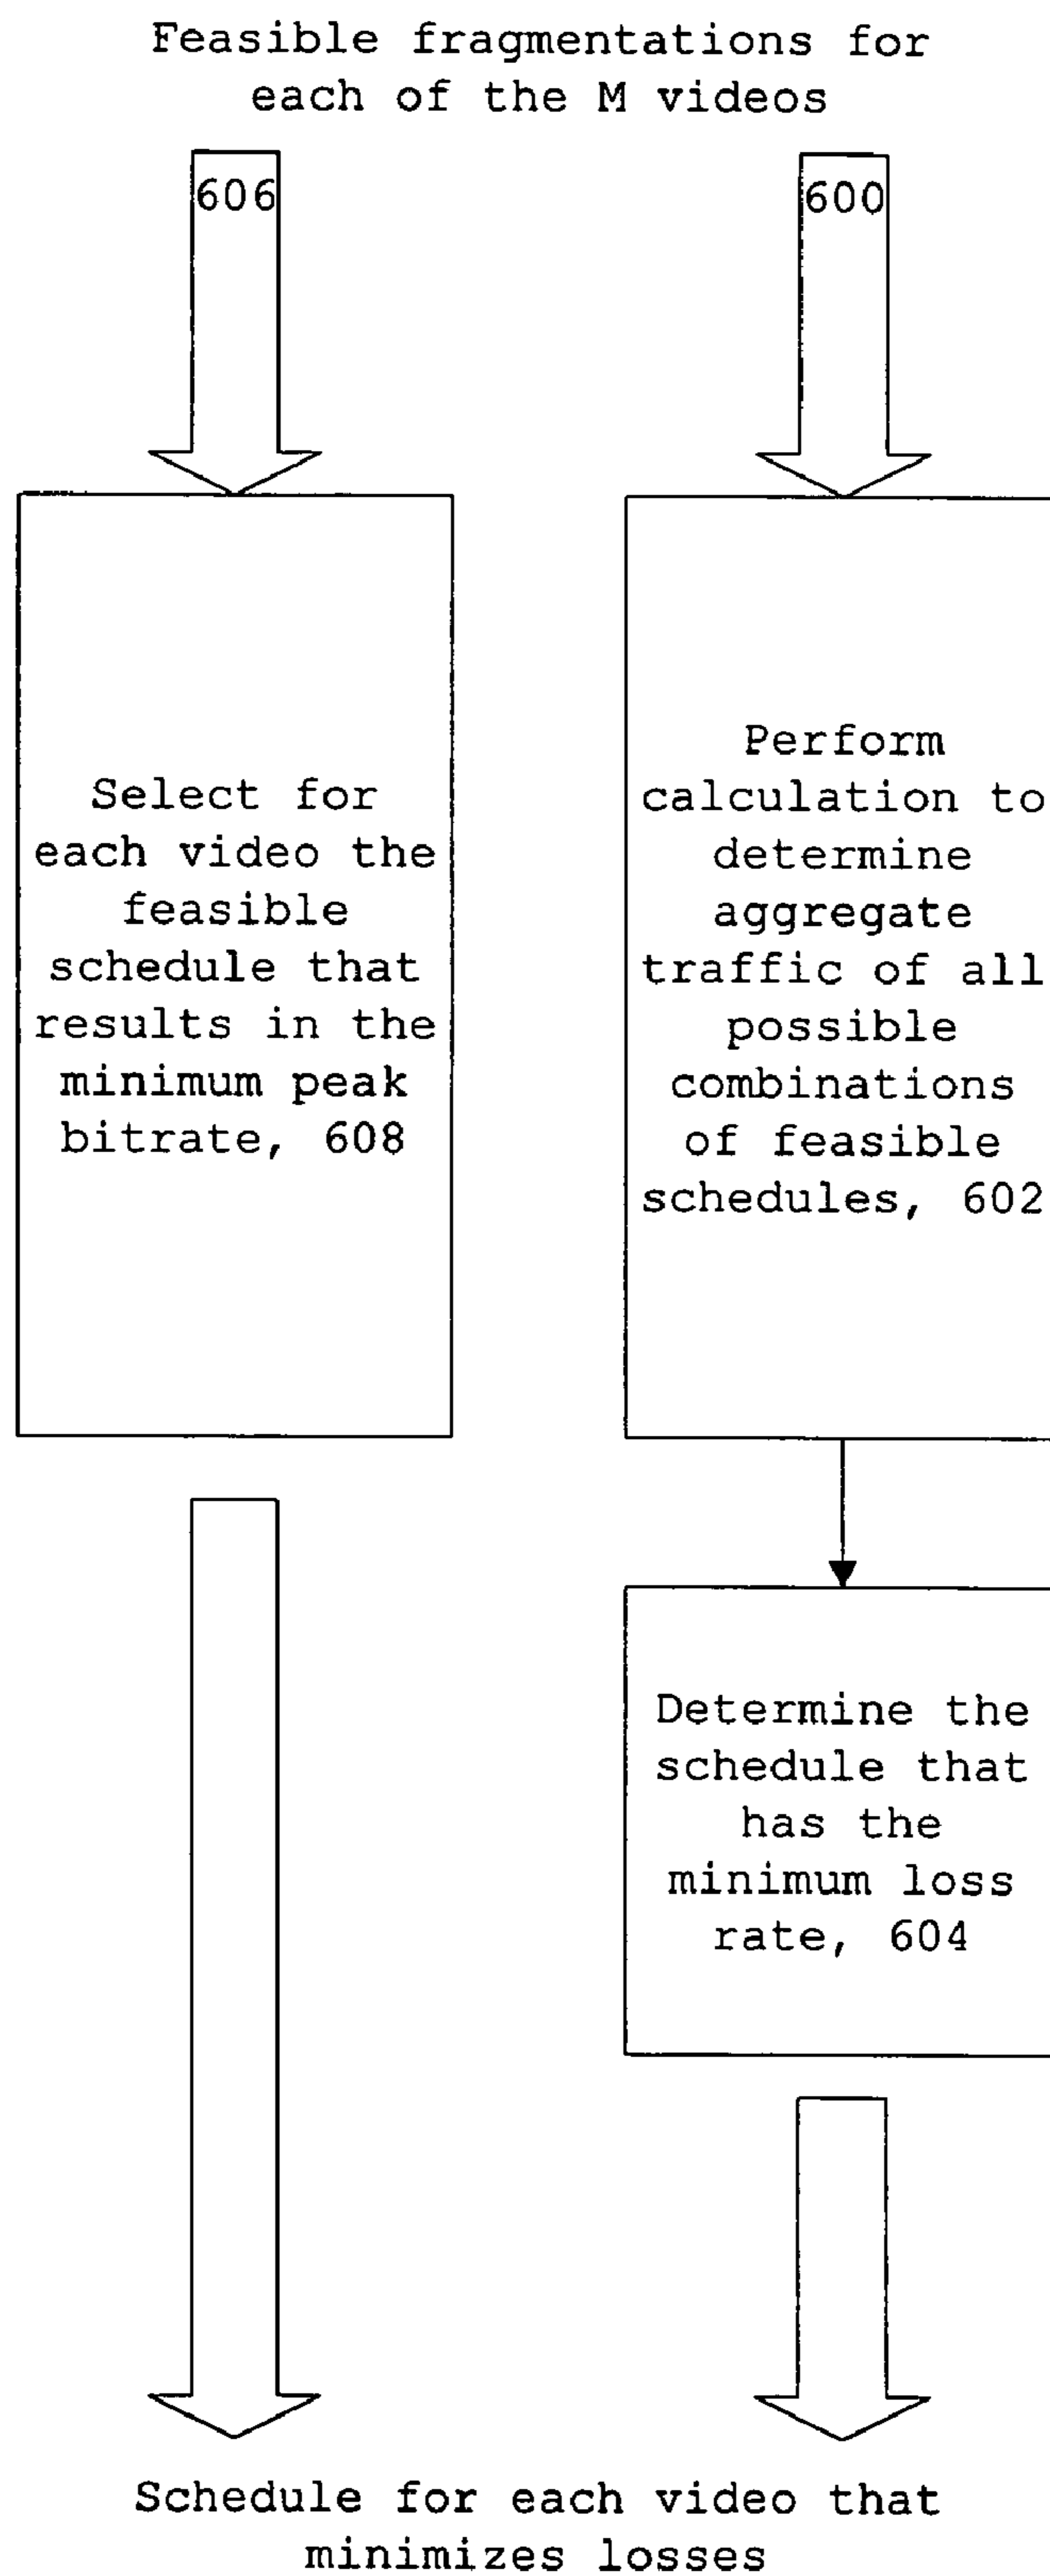 Feasible fragmentations for
each of the M videos
606
600
Select for
each video the
feasible
schedule that
results in the
minimum peak
bitrate, 608
Perform
calculation to
determine
aggregate
traffic of all
possible
combinations
of feasible
schedules, 602
Determine the
schedule that
has the
minimum loss
rate, 604
Schedule for each video that
minimizes losses